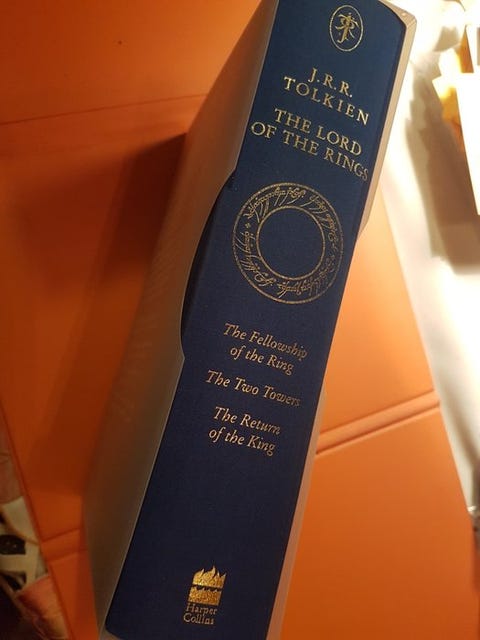 J.R.R.
TOLKIEN
THE LORD
OF THE RINGS
The Fellowship
of the Ring
The Two Towers
The Return
of the King
Harper
Collins